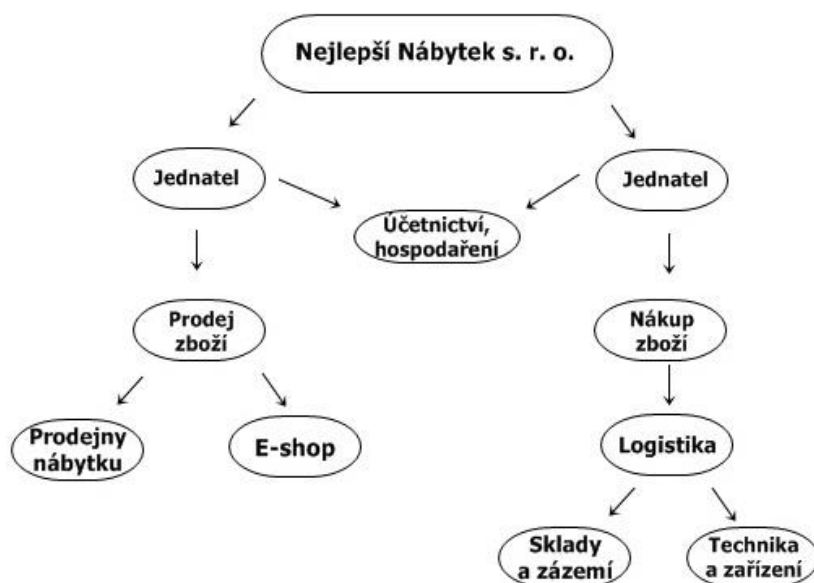 Nejlepší Nábytek s. r. o.
Jednatel
Jednatel
Účetnictví,
hospodaření
Prodej
zboží
Nákup
zboží
Prodejny
nábytku
E-shop
Logistika
Sklady
a zázemí
Technika
a zařízení